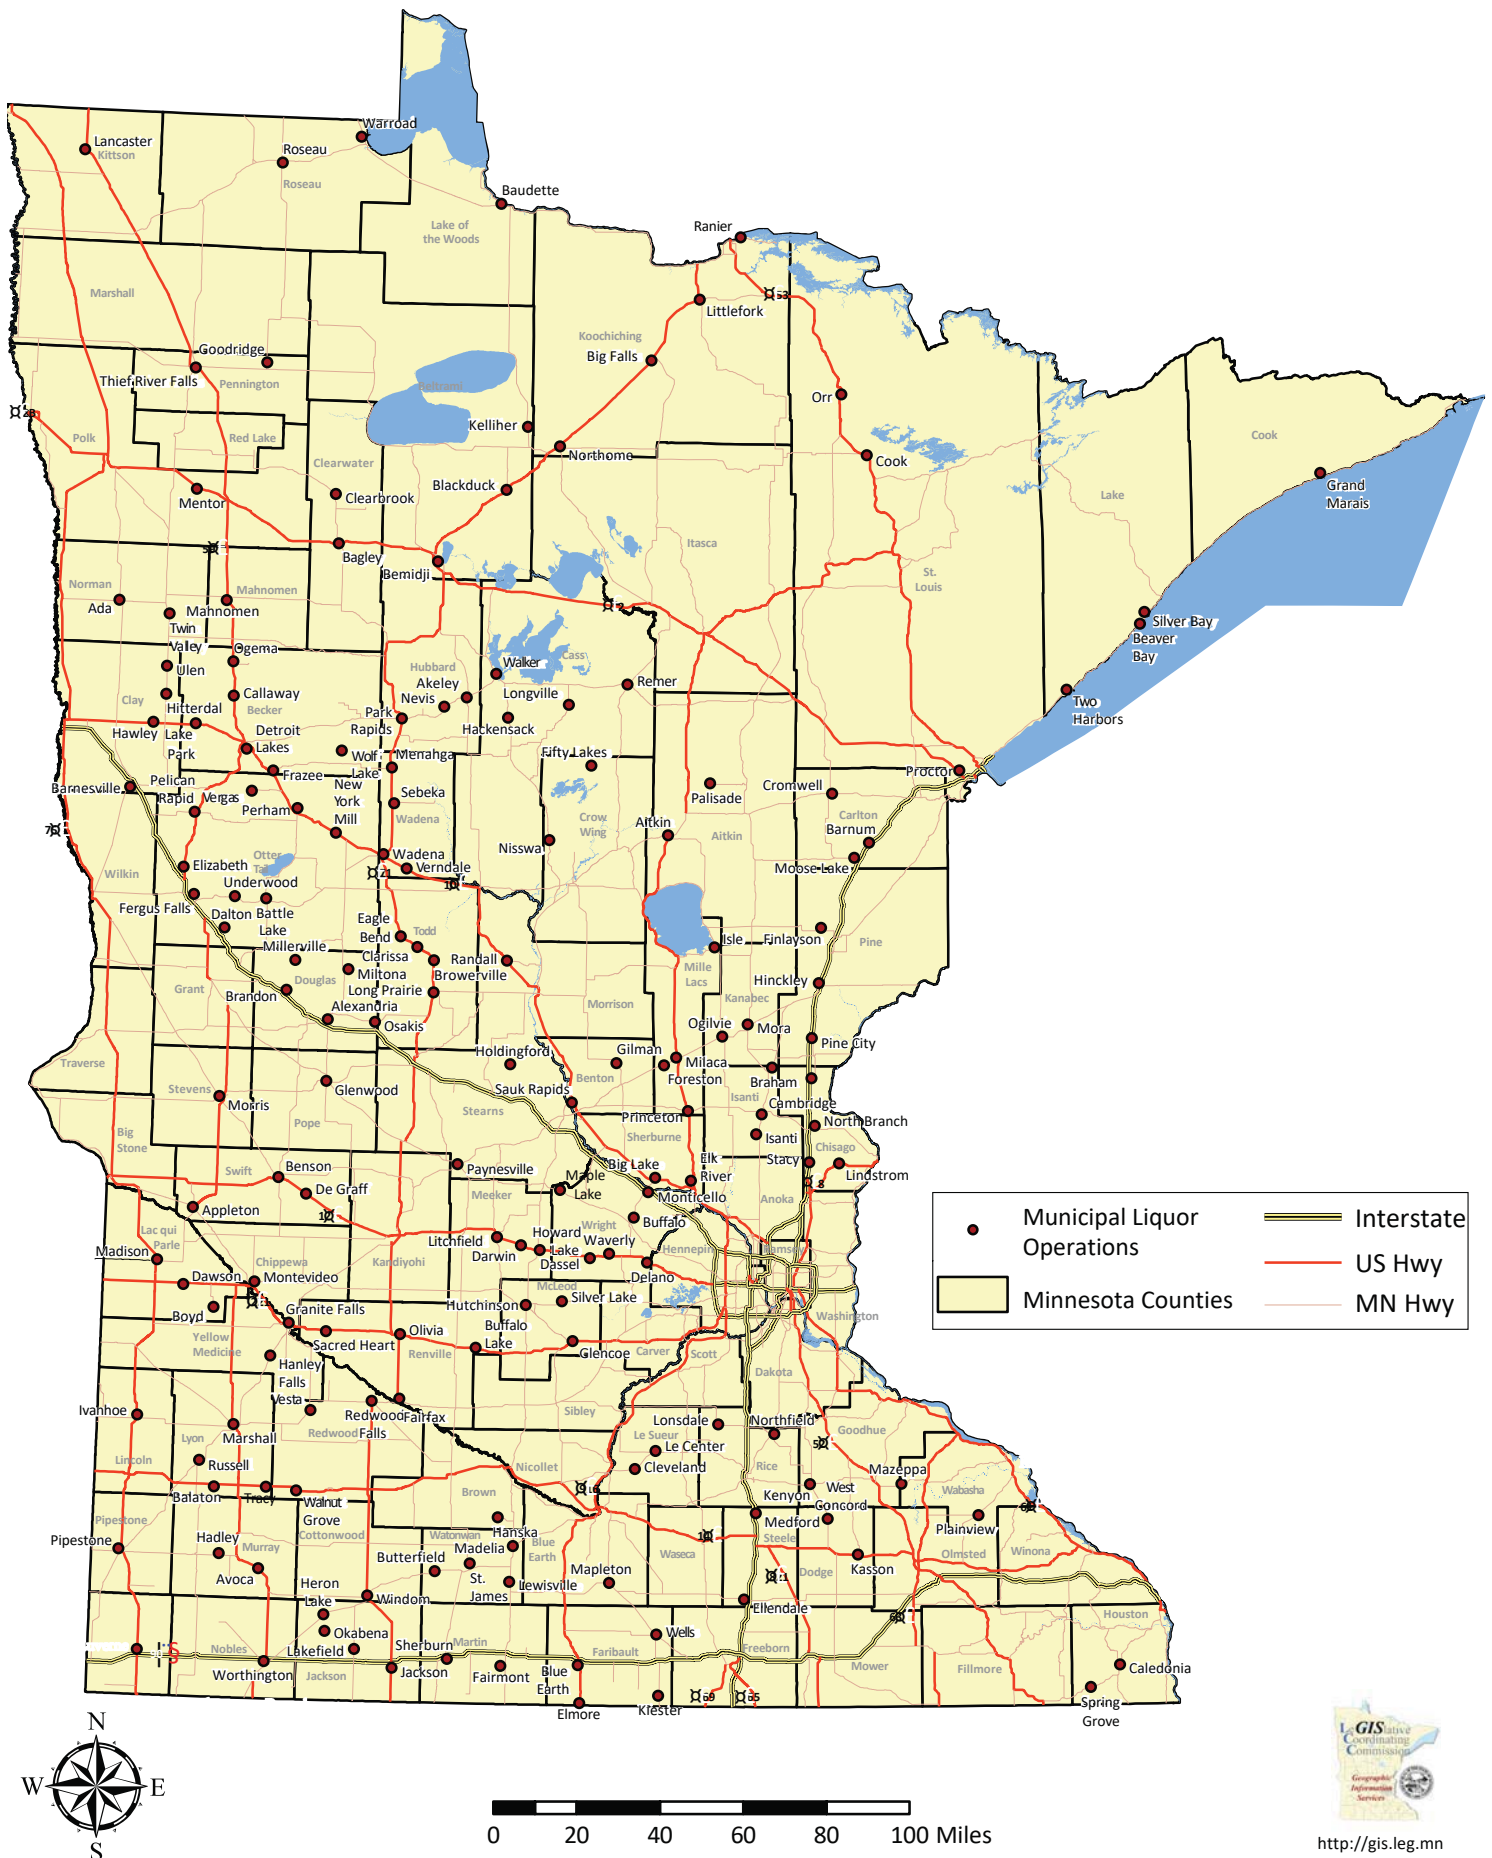 Warroad
Lancaster
Kittson
Roseau
Roseau
Baudette
Lake of
the Woods
Ranier
Marshall
Littlefork
Koochiching
Goodridge
Big Falls
Thief River Falls
Pennington
Beltrami
Orr
Kelliher
Polk
Red Lake
Cook
Northome
Cook
Clearwater
Grand
Marais
Blackduck
Clearbrook
Mentor
Lake
Itasca
Bagley
Bemidji
St.
Louis
Norman
Mahnomen
Ada
Mahnomen
Twin
Valley
Silver Bay
Beaver
Bay
Ogema
Ulen
Hubbard
Walker
Cass
Akeley
Nevis
Longville
Remer
Callaway
Becker
Clay
Hitterdal
Two
Harbors
Park
Rapids
Hackensack
Hawley
Lake
Park
Detroit
Lakes
Wolf
Lake
Menahga
Fifty Lakes
Proctor
Frazee
Pelican
Rapid
Barnesville
Vergas
Perham
New
York
Mill
Sebeka
Wadena
Palisade
Cromwell
Carlton
Crow
Wing
Aitkin
Aitkin
Barnum
Nisswa
Moose Lake
Otter
Tail
Wadena
Verndale
Elizabeth
Wilkin
Underwood
Fergus Falls
Dalton
Battle
Lake
Eagle
Bend
Todd
Isle
Finlayson
Pine
Millerville
Clarissa
Randall
Browerville
Miltona
Mille
Lacs
Douglas
Long Prairie
Hinckley
Grant
Brandon
Kanabec
Morrison
Alexandria
Osakis
Ogilvie
Mora
Pine City
Holdingford
Gilman
Milaca
Foreston
Traverse
Benton
Braham
Stevens
Glenwood
Sauk Rapids
Isanti
Cambridge
Morris
Stearns
Princeton
North Branch
Pope
Sherburne
Isanti
Big
Stone
Chisago
Swift
Benson
Paynesville
Big Lake
Elk
River
Stacy
Lindstrom
Maple
Lake
De Graff
Meeker
Monticello
Anoka
Appleton
8
Buffalo
Wright
Lac qui
Parle
Litchfield
Howard
Lake
Waverly
Hennepin
Ramsey
Madison
Chippewa
Kandiyohi
Darwin
Dassel
Delano
Dawson
Montevideo
McLeod
Silver Lake
Hutchinson
Boyd
Granite Falls
Washington
Yellow
Medicine
Sacred Heart
Olivia
Renville
Buffalo
Lake
Glencoe
Carver
Scott
Hanley
Falls
Dakota
Vesta
Ivanhoe
Redwood
Falls
Fairfax
Sibley
Lonsdale
Northfield
Goodhue
Lyon
Marshall
Redwood
Le Sueur
Le Center
Russell
Lincoln
Cleveland
Rice
Nicollet
Mazeppa
Balaton
Tracy
Walnut
Grove
Brown
Kenyon
West
Concord
Wabasha
Pipestone
Cottonwood
Hanska
Medford
Plainview
Pipestone
Hadley
Murray
Watonwan
Madelia
Blue
Earth
Waseca
Steele
Olmsted
Winona
Butterfield
Avoca
St.
James
Lewisville
Mapleton
Dodge
Kasson
Heron
Lake
Windom
Ellendale
Houston
Okabena
Wells
Nobles
Lakefield
Sherburn
Martin
Faribault
Freeborn
Worthington
Jackson
Jackson
Fairmont
Blue
Earth
Mower
Fillmore
Caledonia
Elmore
Kiester
Spring
Grove
Municipal Liquor
Operations
Minnesota Counties
Interstate
US Hwy
MN Hwy
N
W
E
S
0 20 40 60 80 100 Miles
LeGISlative
Coordinating
Commission
Geographic
Information
Services
http://gis.leg.mn